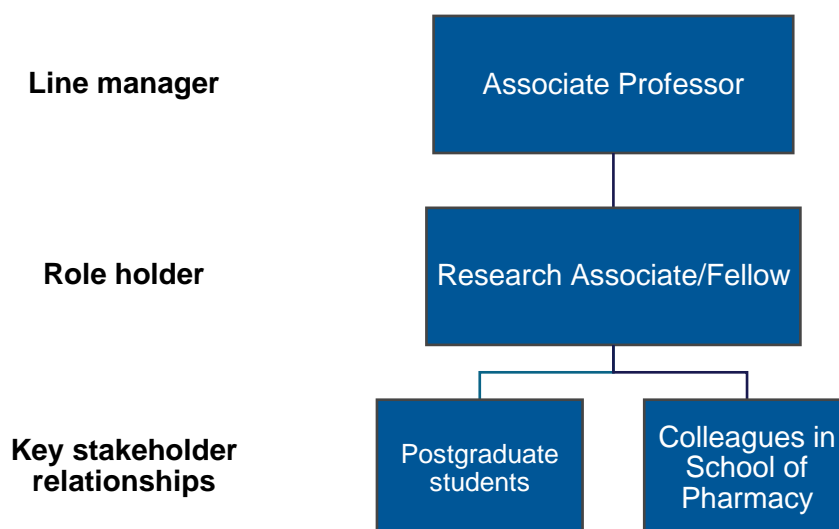 Line manager
Associate Professor
Role holder
Research Associate/Fellow
Key stakeholder
relationships
Postgraduate
students
Colleagues in
School of
Pharmacy